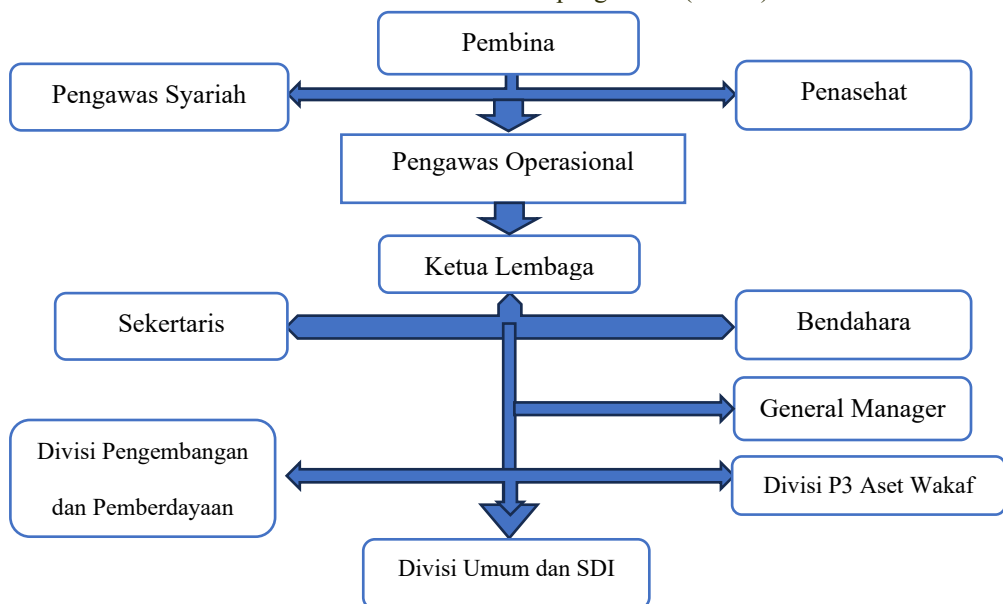 Pembina
Pengawas Syariah
Penasehat
Pengawas Operasional
Ketua Lembaga
Sekertaris
Bendahara
General Manager
Divisi Pengembangan
dan Pemberdayaan
Divisi P3 Aset Wakaf
Divisi Umum dan SDI